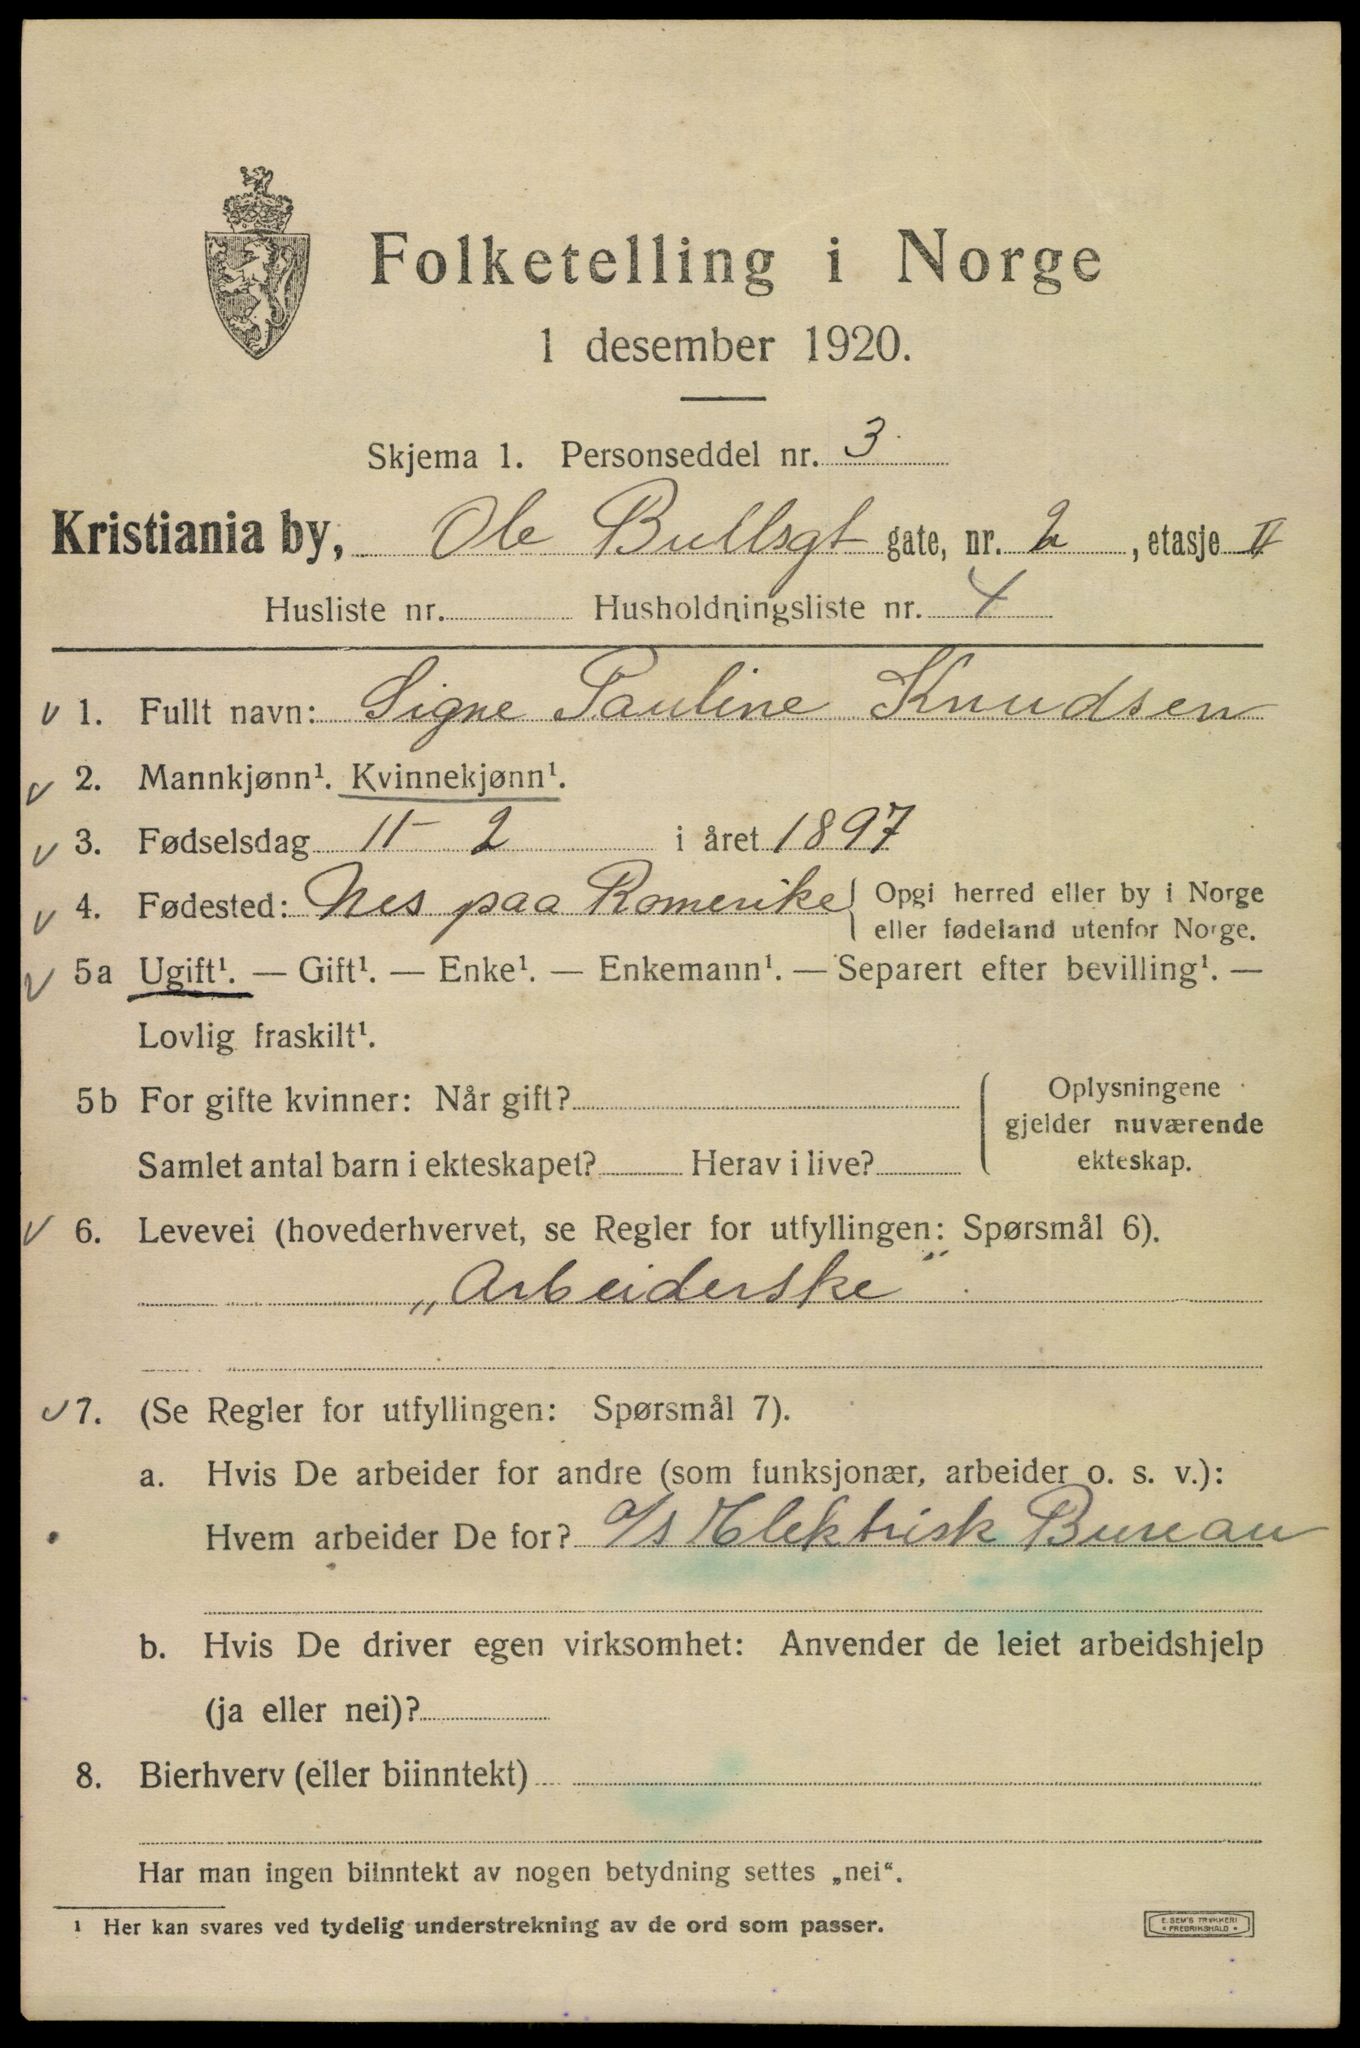 Folketelling i Norge
1 desember 1920.
Skjema 1. Personseddel nr. 3
Kristiania by, Ole Bullsgt gate, nr. 2, etasje II
Husliste nr. Husholdningsliste nr. 4
1. Fullt navn: Signe Pauline Knudsen
2. Mannkjønn¹. Kvinnekjønn¹.
3. Fødselsdag 11-2 i året 1897
4. Fødested: Nes paa Romerike { Opgi herred eller by i Norge
eller fødeland utenfor Norge.
5a Ugift¹. — Gift¹. — Enke¹. — Enkemann¹. — Separert efter bevilling¹. —
Lovlig fraskilt¹.
5b For gifte kvinner: Når gift?
Samlet antal barn i ekteskapet? Herav i live?
Oplysningene
gjelder nuværende
ekteskap.
6. Levevei (hovederhvervet, se Regler for utfyllingen: Spørsmål 6).
„Arbeiderske"
7. (Se Regler for utfyllingen: Spørsmål 7).
a. Hvis De arbeider for andre (som funksjonær, arbeider o. s. v.):
Hvem arbeider De for? a/s Elektrisk Bureau
b. Hvis De driver egen virksomhet: Anvender de leiet arbeidshjelp
(ja eller nei)?
8. Bierhverv (eller biinntekt)
Har man ingen biinntekt av nogen betydning settes „nei“.
¹ Her kan svares ved tydelig understrekning av de ord som passer.
E. SEM'S TRYKKERI
* FREDRIKSHALD *